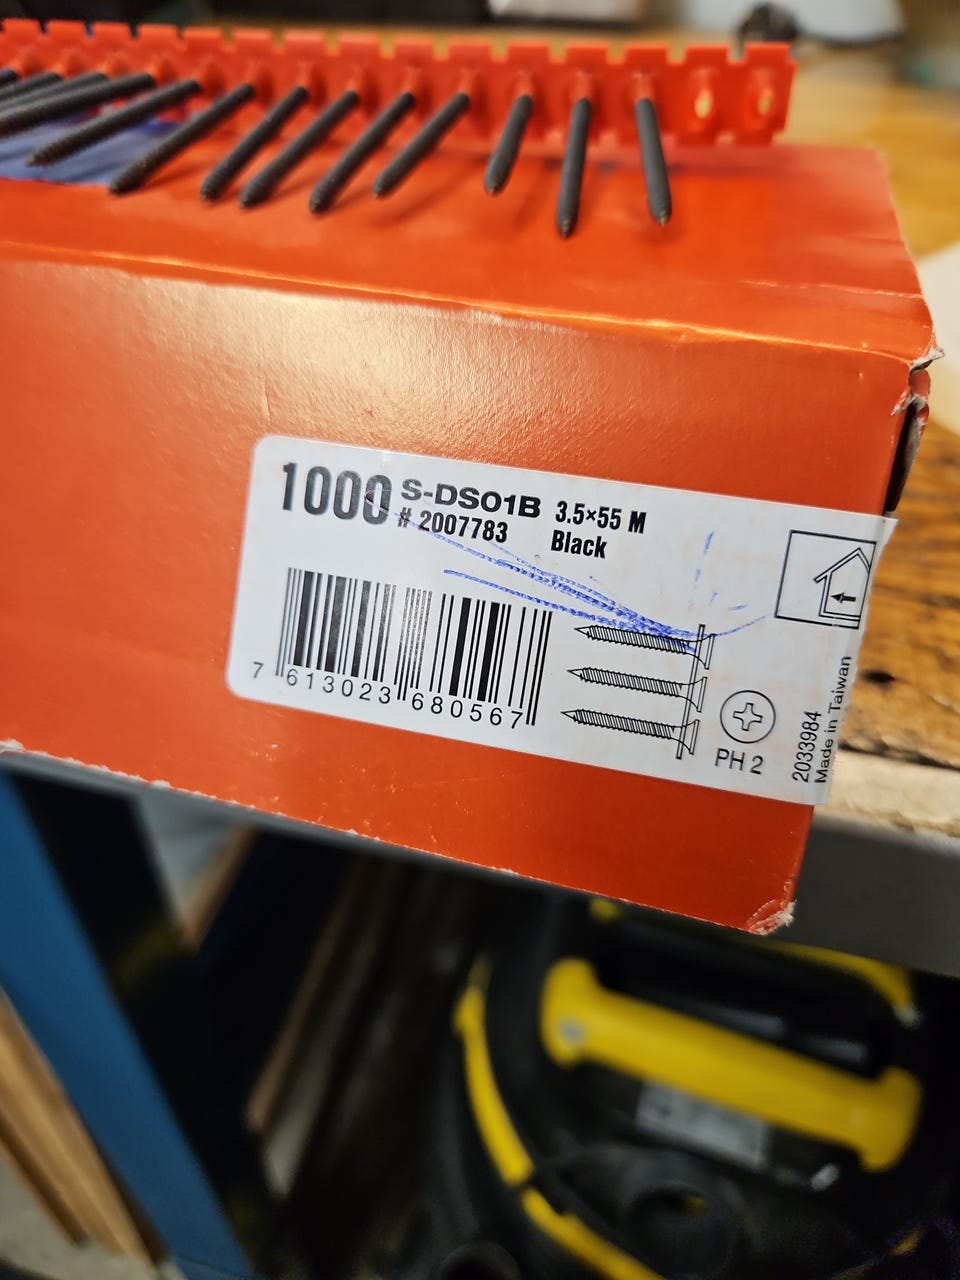 1000 S-DS01B 3.5×55 M
# 2007783 Black
7 613023 680567
PH 2
2033984
Made in Taiwan